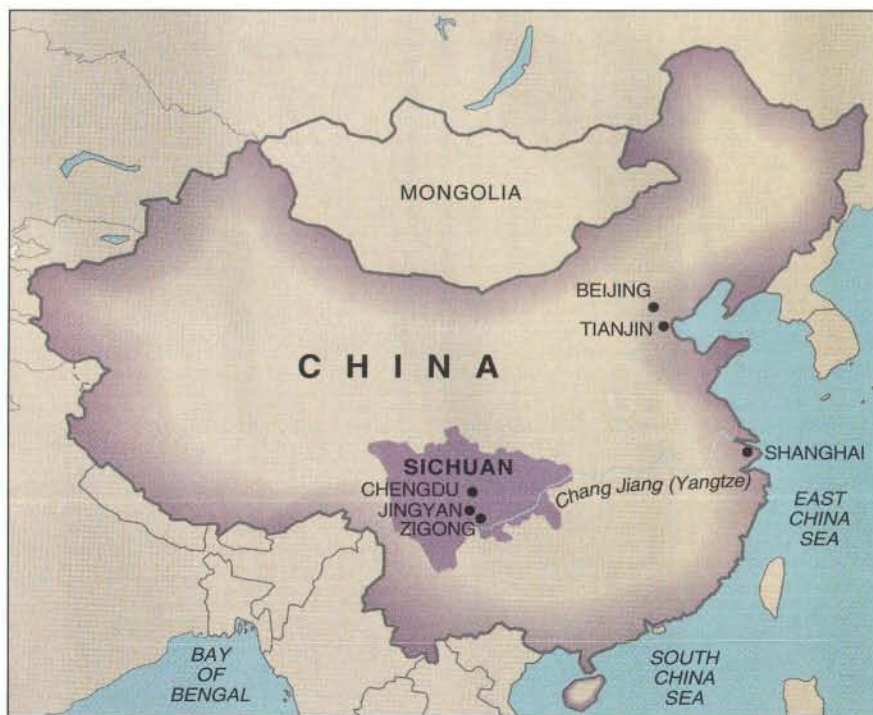 MONGOLIA
BEIJING
TIANJIN
CHINA
SICHUAN
CHENGDU
JINGYAN
ZIGONG
Chang Jiang (Yangtze)
SHANGHAI
EAST
CHINA
SEA
BAY
OF
BENGAL
SOUTH
CHINA
SEA